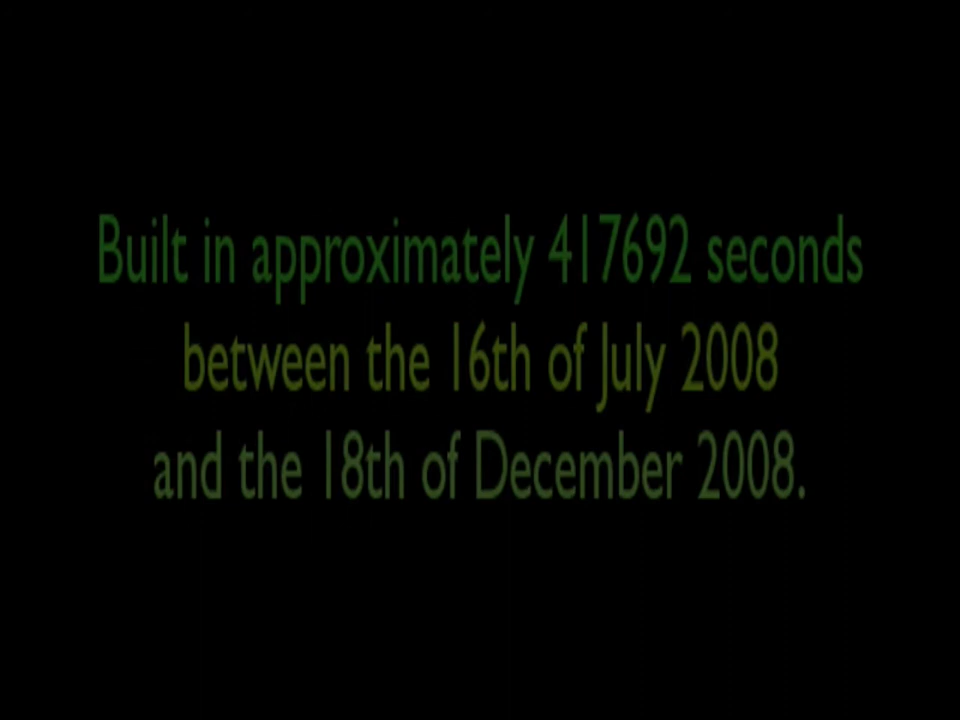 Built in approximately 417692 seconds
between the 16th of July 2008
and the 18th of December 2008.